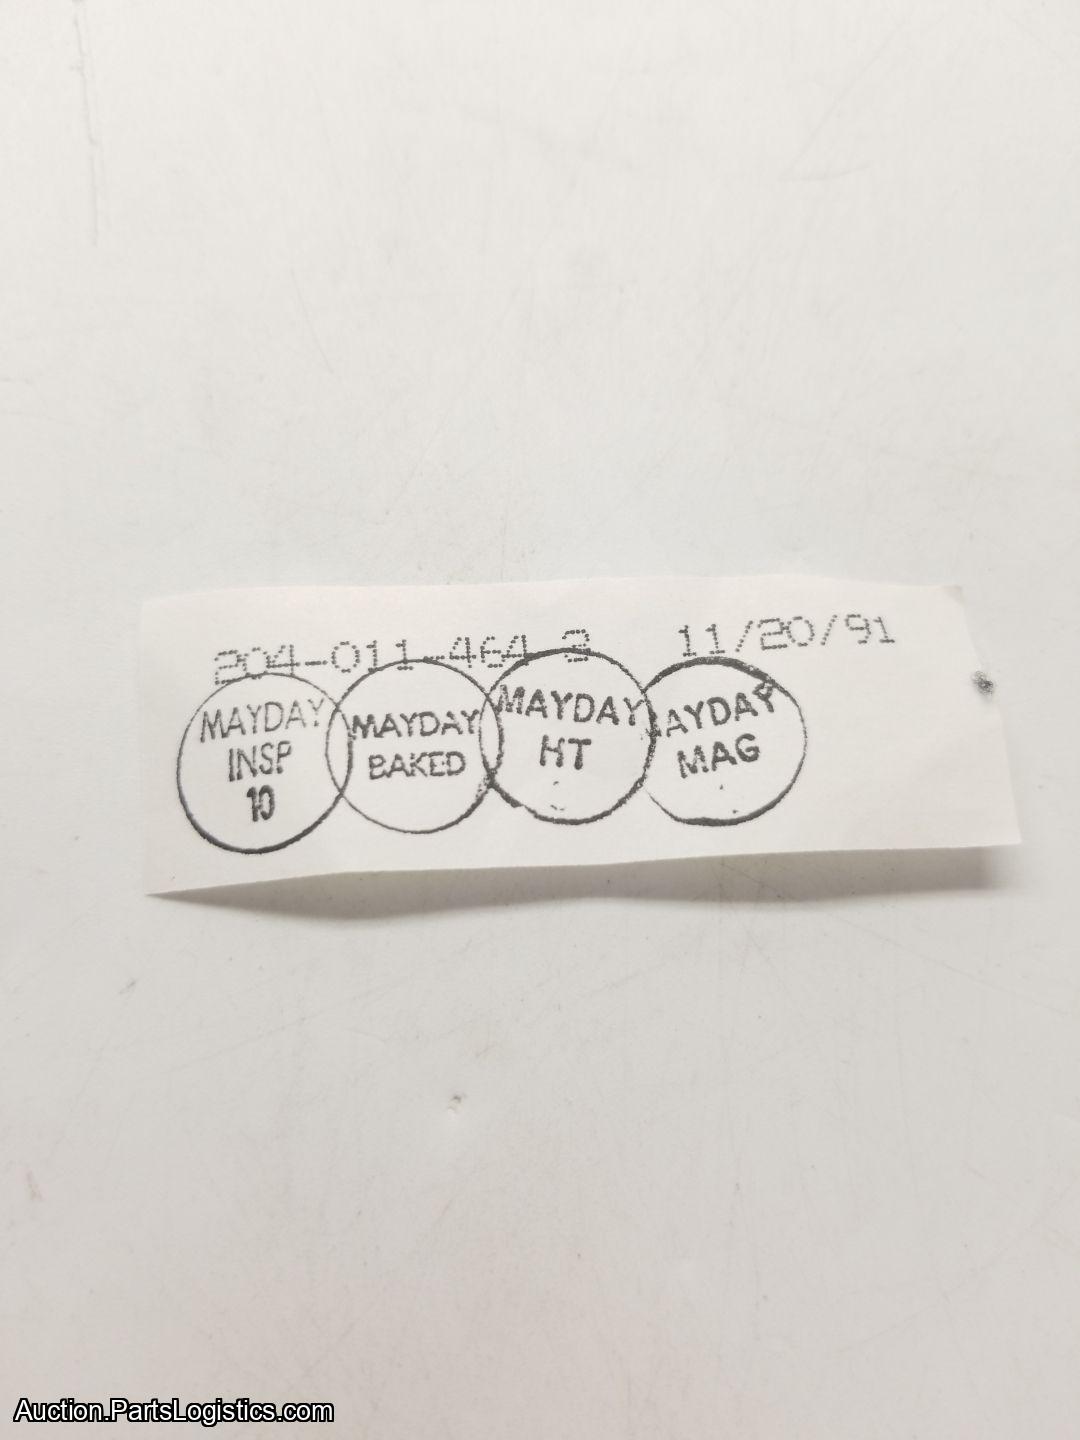 204-011-464-3 11/20/91
MAYDAY
INSP
10
MAYDAY
BAKED
MAYDAY
HT
AYDAY
MAG
Auction.PartsLogistics.com